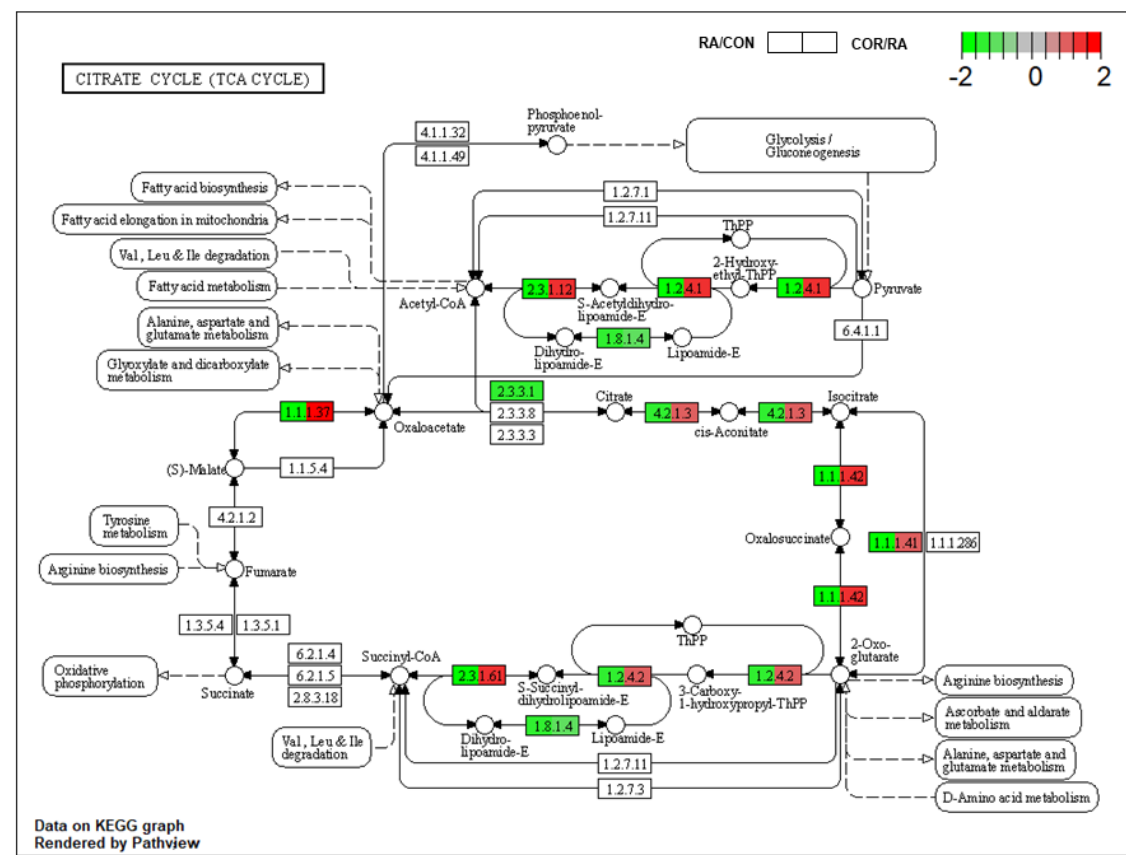 RA/CON
COR/RA
-2
0
2
CITRATE CYCLE (TCA CYCLE)
Phosphoenol-
pyruvate
4.1.1.32
4.1.1.49
Glycolysis /
Gluconeogenesis
Fatty acid biosynthesis
Fatty acid elongation in mitochondria
Val, Leu & Ile degradation
Fatty acid metabolism
1.2.7.1
1.2.7.11
ThPP
2-Hydroxy-
ethyl-ThPP
Acetyl-CoA
2.3.1.12
S-Acetyldihydro-
lipoamide-E
1.2.4.1
1.2.4.1
Pyruvate
Dihydro-
lipoamide-E
1.8.1.4
Lipoamide-E
6.4.1.1
Alanine, aspartate and
glutamate metabolism
Glyoxylate and dicarboxylate
metabolism
1.1.1.37
Oxaloacetate
2.3.3.1
2.3.3.8
2.3.3.3
Citrate
4.2.1.3
cis-Aconitate
4.2.1.3
Isocitrate
(S)-Malate
1.1.5.4
1.1.1.42
4.2.1.2
Tyrosine
metabolism
Arginine biosynthesis
Fumarate
Oxalosuccinate
1.1.1.41
1.1.1.286
1.1.1.42
1.3.5.4
1.3.5.1
ThPP
Oxidative
phosphorylation
Succinate
6.2.1.4
6.2.1.5
2.8.3.18
Succinyl-CoA
2.3.1.61
S-Succinyl-
dihydrolipoamide-E
1.2.4.2
3-Carboxy-
1-hydroxypropyl-ThPP
1.2.4.2
2-Oxo-
glutarate
Arginine biosynthesis
Ascorbate and aldarate
metabolism
Alanine, aspartate and
glutamate metabolism
D-Amino acid metabolism
Val, Leu & Ile
degradation
Dihydro-
lipoamide-E
1.8.1.4
Lipoamide-E
1.2.7.11
1.2.7.3
Data on KEGG graph
Rendered by Pathview